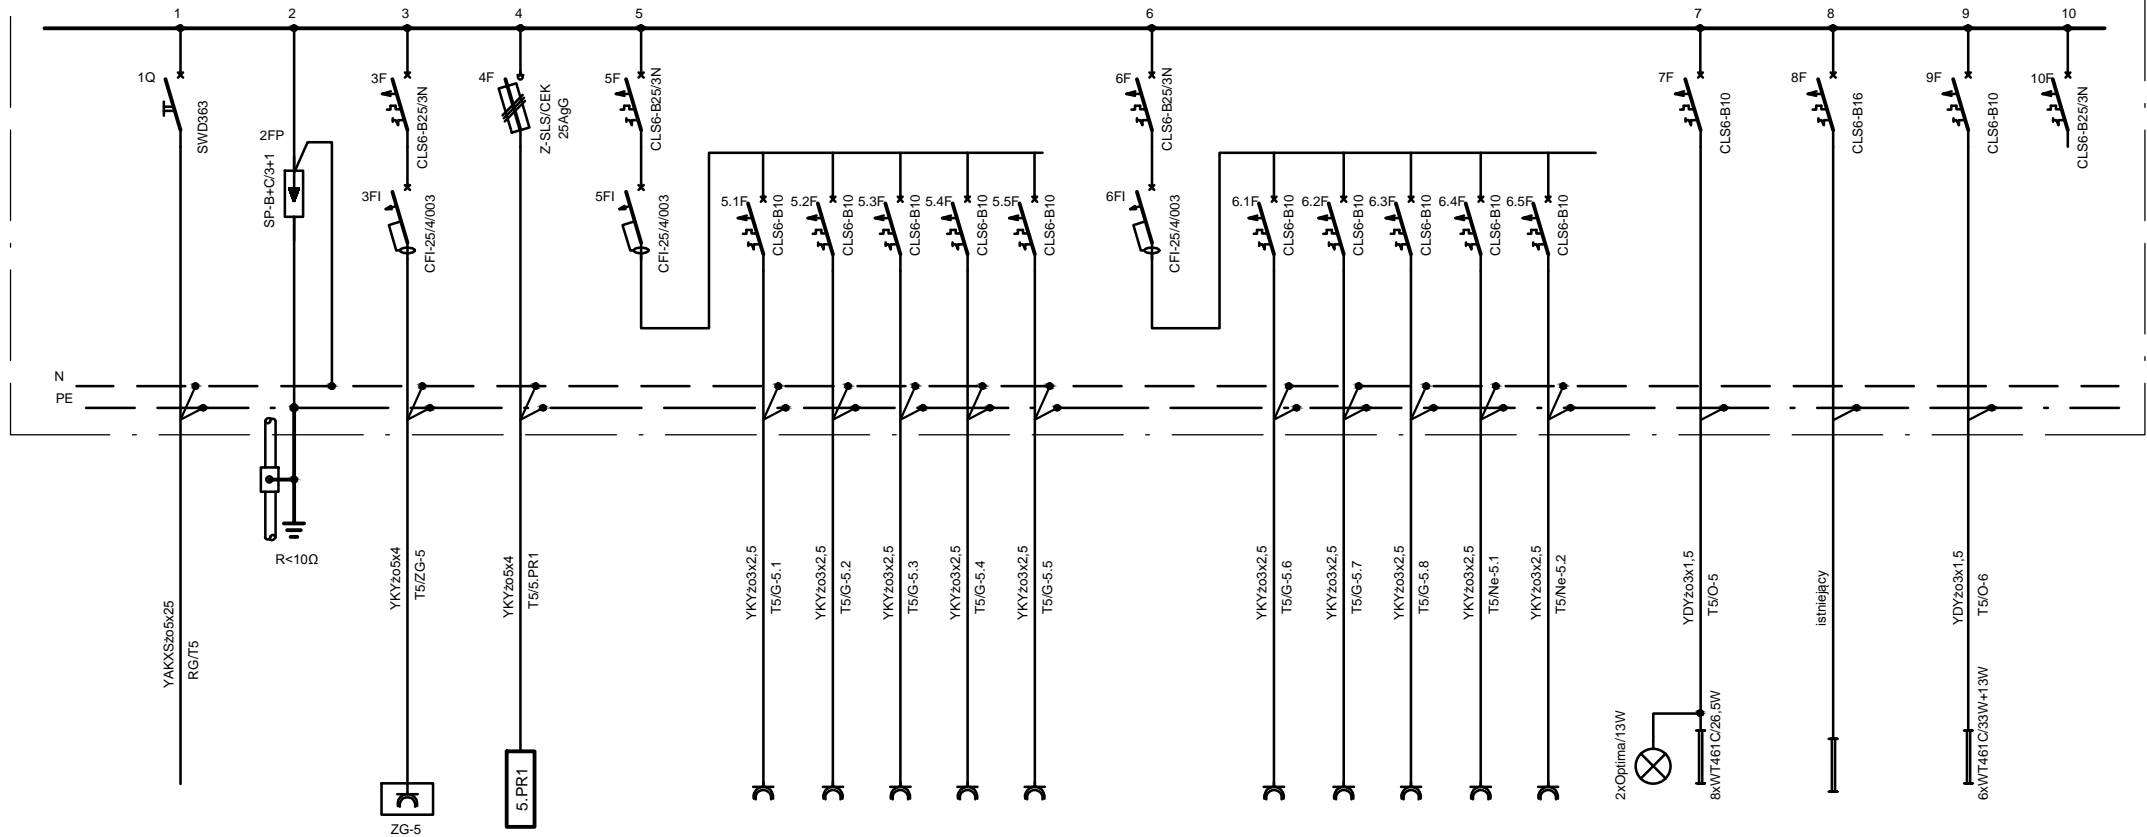 1
2
3
4
5
6
7
8
9
10
1Q
SWD363
2FP
SP-B+C/3+1
3F
CLS6-B25/3N
3FI
CFI-25/4/003
4F
Z-SLS/CEK
25AgG
5F
CLS6-B25/3N
5FI
CFI-25/4/003
5.1F
CLS6-B10
5.2F
CLS6-B10
5.3F
CLS6-B10
5.4F
CLS6-B10
5.5F
CLS6-B10
6F
CLS6-B25/3N
6FI
CFI-25/4/003
6.1F
CLS6-B10
6.2F
CLS6-B10
6.3F
CLS6-B10
6.4F
CLS6-B10
6.5F
CLS6-B10
7F
CLS6-B10
8F
CLS6-B16
9F
CLS6-B10
10F
CLS6-B25/3N
N
PE
R<10Ω
YAKXSżo5x25
RG/T5
YKYżo5x4
T5/ZG-5
YKYżo5x4
T5/5.PR1
YKYżo3x2,5
T5/G-5.1
YKYżo3x2,5
T5/G-5.2
YKYżo3x2,5
T5/G-5.3
YKYżo3x2,5
T5/G-5.4
YKYżo3x2,5
T5/G-5.5
YKYżo3x2,5
T5/G-5.6
YKYżo3x2,5
T5/G-5.7
YKYżo3x2,5
T5/G-5.8
YKYżo3x2,5
T5/Ne-5.1
YKYżo3x2,5
T5/Ne-5.2
YDYżo3x1,5
T5/O-5
istniejący
YDYżo3x1,5
T5/O-6
ZG-5
5.PR1
2xOptima/13W
8xWT461C/26,5W
6xWT461C/33W+13W